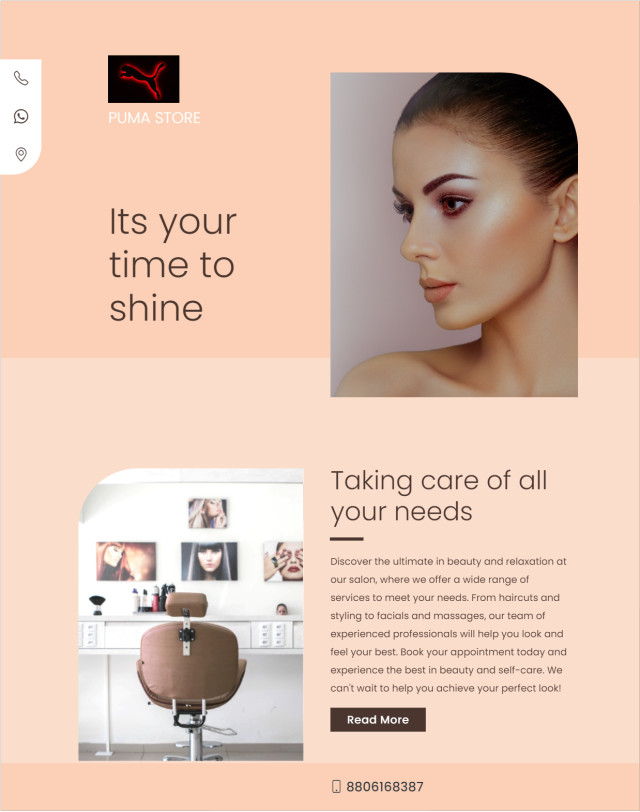 PUMA STORE
Its your
time to
shine
Taking care of all
your needs
Discover the ultimate in beauty and relaxation at
our salon, where we offer a wide range of
services to meet your needs. From haircuts and
styling to facials and massages, our team of
experienced professionals will help you look and
feel your best. Book your appointment today and
experience the best in beauty and self-care. We
can't wait to help you achieve your perfect look!
Read More
8806168387